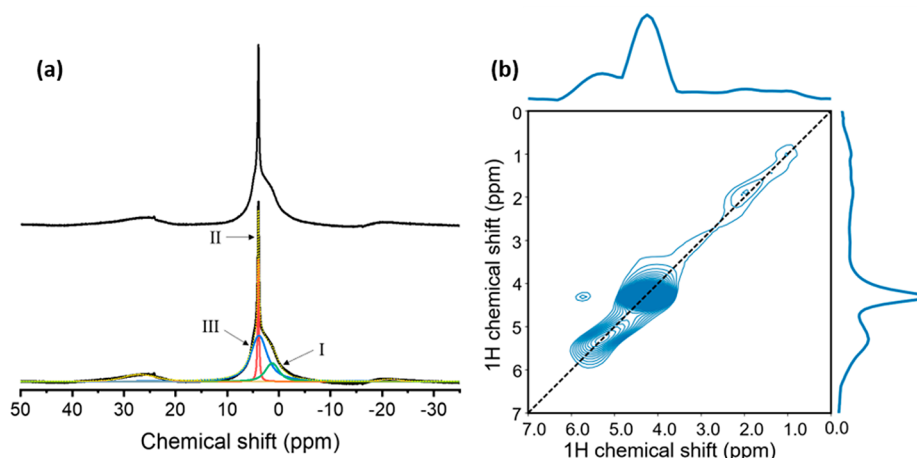 (a)
II
III
I
50 40 30 20 10 0 -10 -20 -30
Chemical shift (ppm)
(b)
1H chemical shift (ppm)
0
1
2
3
4
5
6
7
7.0 6.0 5.0 4.0 3.0 2.0 1.0 0.0
1H chemical shift (ppm)